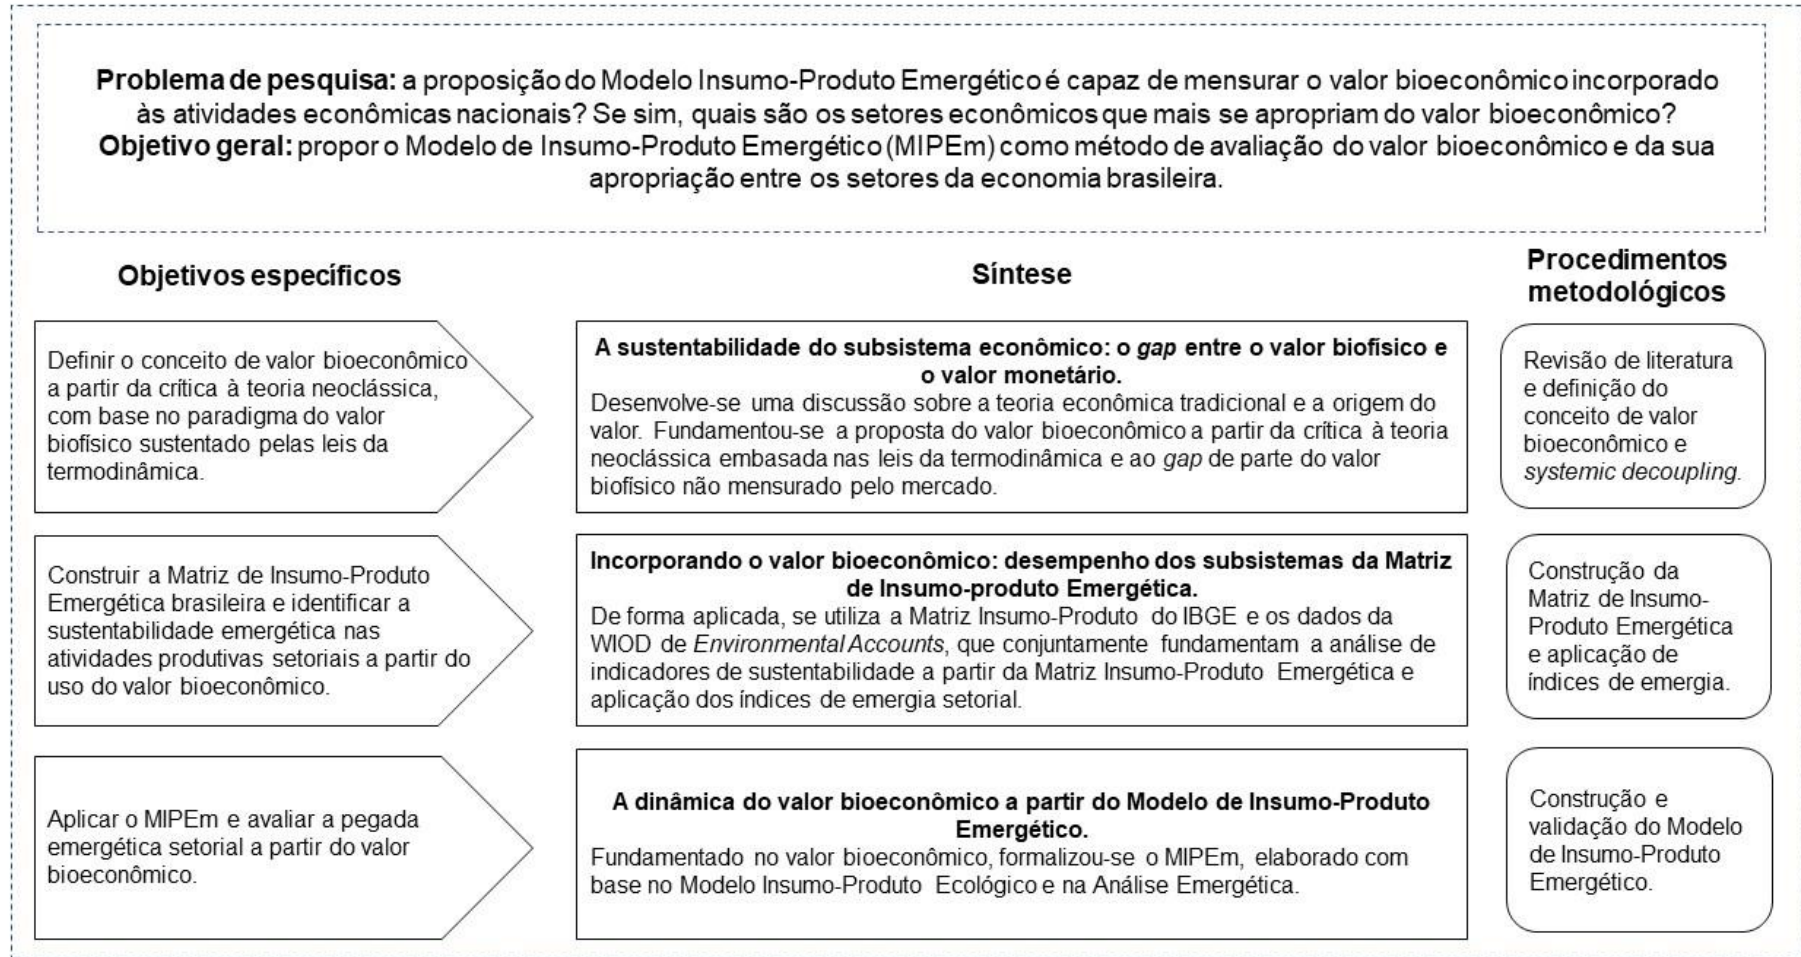 Problema de pesquisa: a proposição do Modelo Insumo-Produto Emergético é capaz de mensurar o valor bioeconômico incorporado
às atividades econômicas nacionais? Se sim, quais são os setores econômicos que mais se apropriam do valor bioeconômico?
Objetivo geral: propor o Modelo de Insumo-Produto Emergético (MIPEm) como método de avaliação do valor bioeconômico e da sua
apropriação entre os setores da economia brasileira.
Objetivos específicos
Síntese
Procedimentos
metodológicos
Definir o conceito de valor bioeconômico
a partir da crítica à teoria neoclássica,
com base no paradigma do valor
biofísico sustentado pelas leis da
termodinâmica.
A sustentabilidade do subsistema econômico: o gap entre o valor biofísico e
o valor monetário.
Desenvolve-se uma discussão sobre a teoria econômica tradicional e a origem do
valor. Fundamentou-se a proposta do valor bioeconômico a partir da crítica à teoria
neoclássica embasada nas leis da termodinâmica e ao gap de parte do valor
biofísico não mensurado pelo mercado.
Revisão de literatura
e definição do
conceito de valor
bioeconômico e
systemic decoupling.
Construir a Matriz de Insumo-Produto
Emergética brasileira e identificar a
sustentabilidade emergética nas
atividades produtivas setoriais a partir do
uso do valor bioeconômico.
Incorporando o valor bioeconômico: desempenho dos subsistemas da Matriz
de Insumo-produto Emergética.
De forma aplicada, se utiliza a Matriz Insumo-Produto do IBGE e os dados da
WIOD de Environmental Accounts, que conjuntamente fundamentam a análise de
indicadores de sustentabilidade a partir da Matriz Insumo-Produto Emergética e
aplicação dos índices de emergia setorial.
Construção da
Matriz de Insumo-
Produto Emergética
e aplicação de
índices de emergia.
Aplicar o MIPEm e avaliar a pegada
emergética setorial a partir do valor
bioeconômico.
A dinâmica do valor bioeconômico a partir do Modelo de Insumo-Produto
Emergético.
Fundamentado no valor bioeconômico, formalizou-se o MIPEm, elaborado com
base no Modelo Insumo-Produto Ecológico e na Análise Emergética.
Construção e
validação do Modelo
de Insumo-Produto
Emergético.